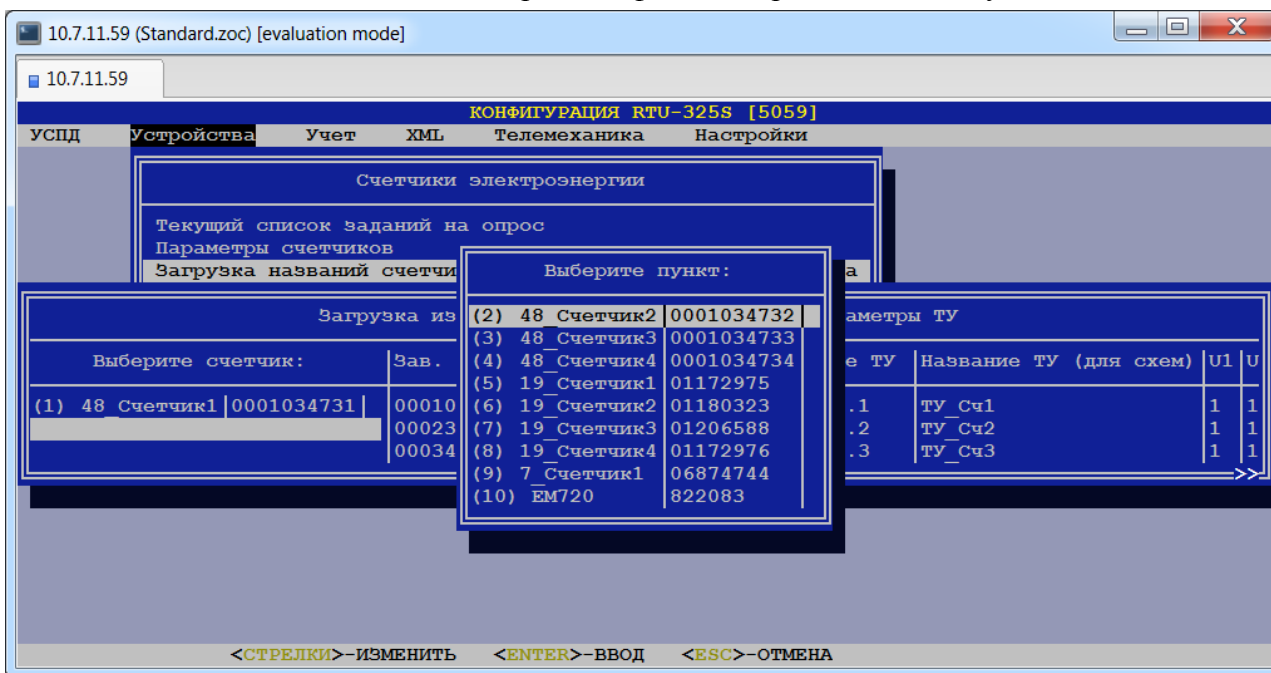 10.7.11.59 (Standard.zoc) [evaluation mode]
10.7.11.59
КОНФИГУРАЦИЯ RTU-325S [5059]
УСПД Устройства Учет XML Телемеханика Настройки
Счетчики электроэнергии
Текущий список заданий на опрос
Параметры счетчиков
Загрузка названий счетчи а
Выберите пункт:
(2) 48_Счетчик2 0001034732
(3) 48_Счетчик3 0001034733
(4) 48_Счетчик4 0001034734
(5) 19_Счетчик1 01172975
(6) 19_Счетчик2 01180323
(7) 19_Счетчик3 01206588
(8) 19_Счетчик4 01172976
(9) 7_Счетчик1 06874744
(10) EM720 822083
Загрузка из аметры ТУ
Выберите счетчик: Зав. е ТУ Название ТУ (для схем) U1 U
(1) 48_Счетчик1 0001034731 00010 .1 ТУ_Сч1 1 1
00023 .2 ТУ_Сч2 1 1
00034 .3 ТУ_Сч3 1 1
>>
<СТРЕЛКИ>-ИЗМЕНИТЬ <ENTER>-ВВОД <ESC>-ОТМЕНА